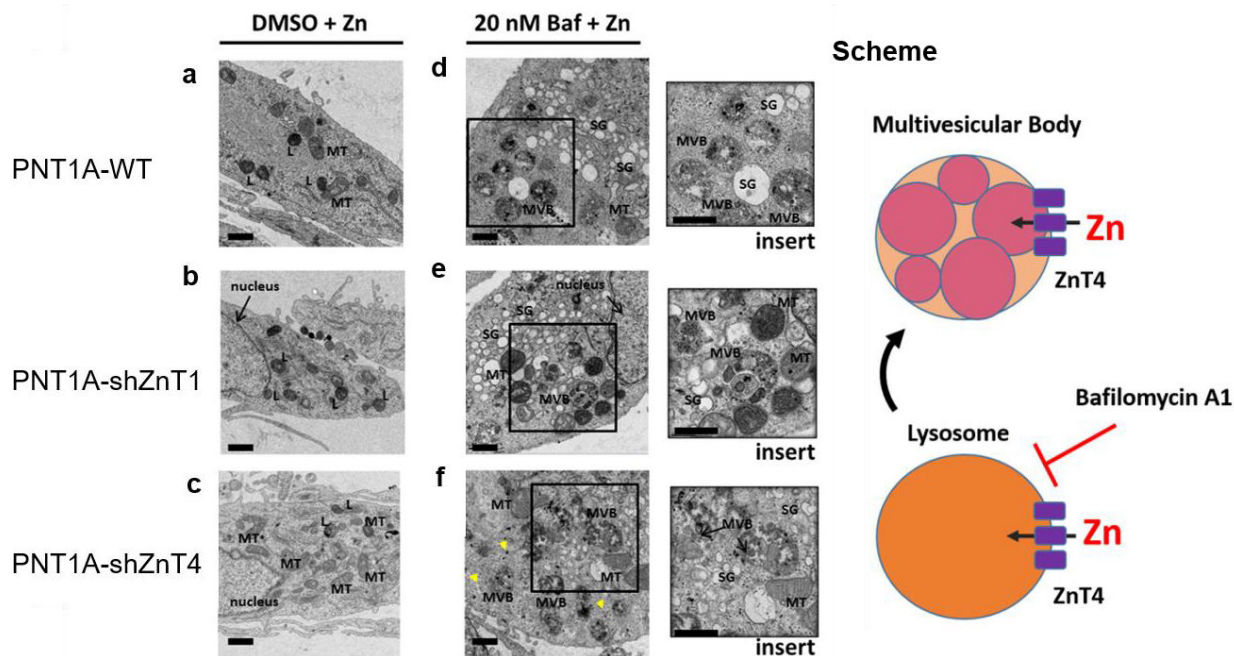 DMSO + Zn
20 nM Baf + Zn
Scheme
a
L
MT
L
MT
d
SG
SG
MVB
MT
SG
MVB
SG
MVB
MVB
insert
PNT1A-WT
b
nucleus
L
L
L
L
e
SG
nucleus
SG
MT
MVB
MT
MVB
MVB
MT
SG
insert
PNT1A-shZnT1
c
L
L
MT
MT
MT
MT
MT
nucleus
f
MT
MVB
MT
MVB
MVB
SG
MVB
SG
MT
insert
PNT1A-shZnT4
Multivesicular Body
Zn
ZnT4
Bafilomycin A1
Lysosome
Zn
ZnT4